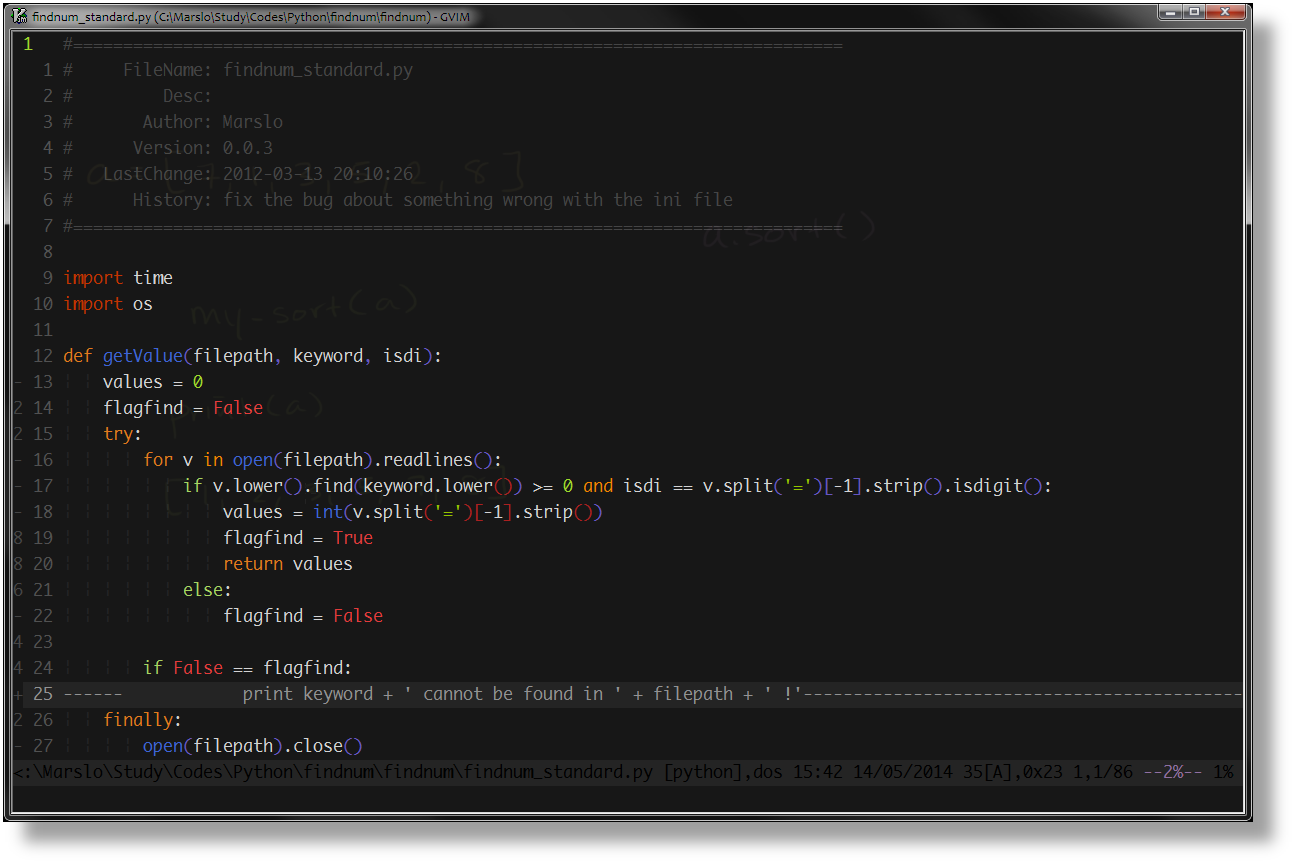 findnum_standard.py (C:\Marslo\Study\Codes\Python\findnum\findnum) - GVIM
1 #=============================================================================
1 #     FileName: findnum_standard.py
2 #         Desc:
3 #       Author: Marslo
4 #      Version: 0.0.3
5 #   LastChange: 2012-03-13 20:10:26
6 #      History: fix the bug about something wrong with the ini file
7 #=============================================================================
8
9 import time
10 import os
11
12 def getValue(filepath, keyword, isdi):
- 13     values = 0
2 14     flagfind = False
2 15     try:
- 16         for v in open(filepath).readlines():
- 17             if v.lower().find(keyword.lower()) >= 0 and isdi == v.split('=')[-1].strip().isdigit():
- 18                 values = int(v.split('=')[-1].strip())
8 19                 flagfind = True
8 20                 return values
6 21             else:
- 22                 flagfind = False
4 23
4 24         if False == flagfind:
+ 25 ------            print keyword + ' cannot be found in ' + filepath + ' !'--------------------------------------------
2 26     finally:
- 27         open(filepath).close()
<:\Marslo\Study\Codes\Python\findnum\findnum\findnum_standard.py [python],dos 15:42 14/05/2014 35[A],0x23 1,1/86 --2%-- 1%
a.sort()
my-sort(a)